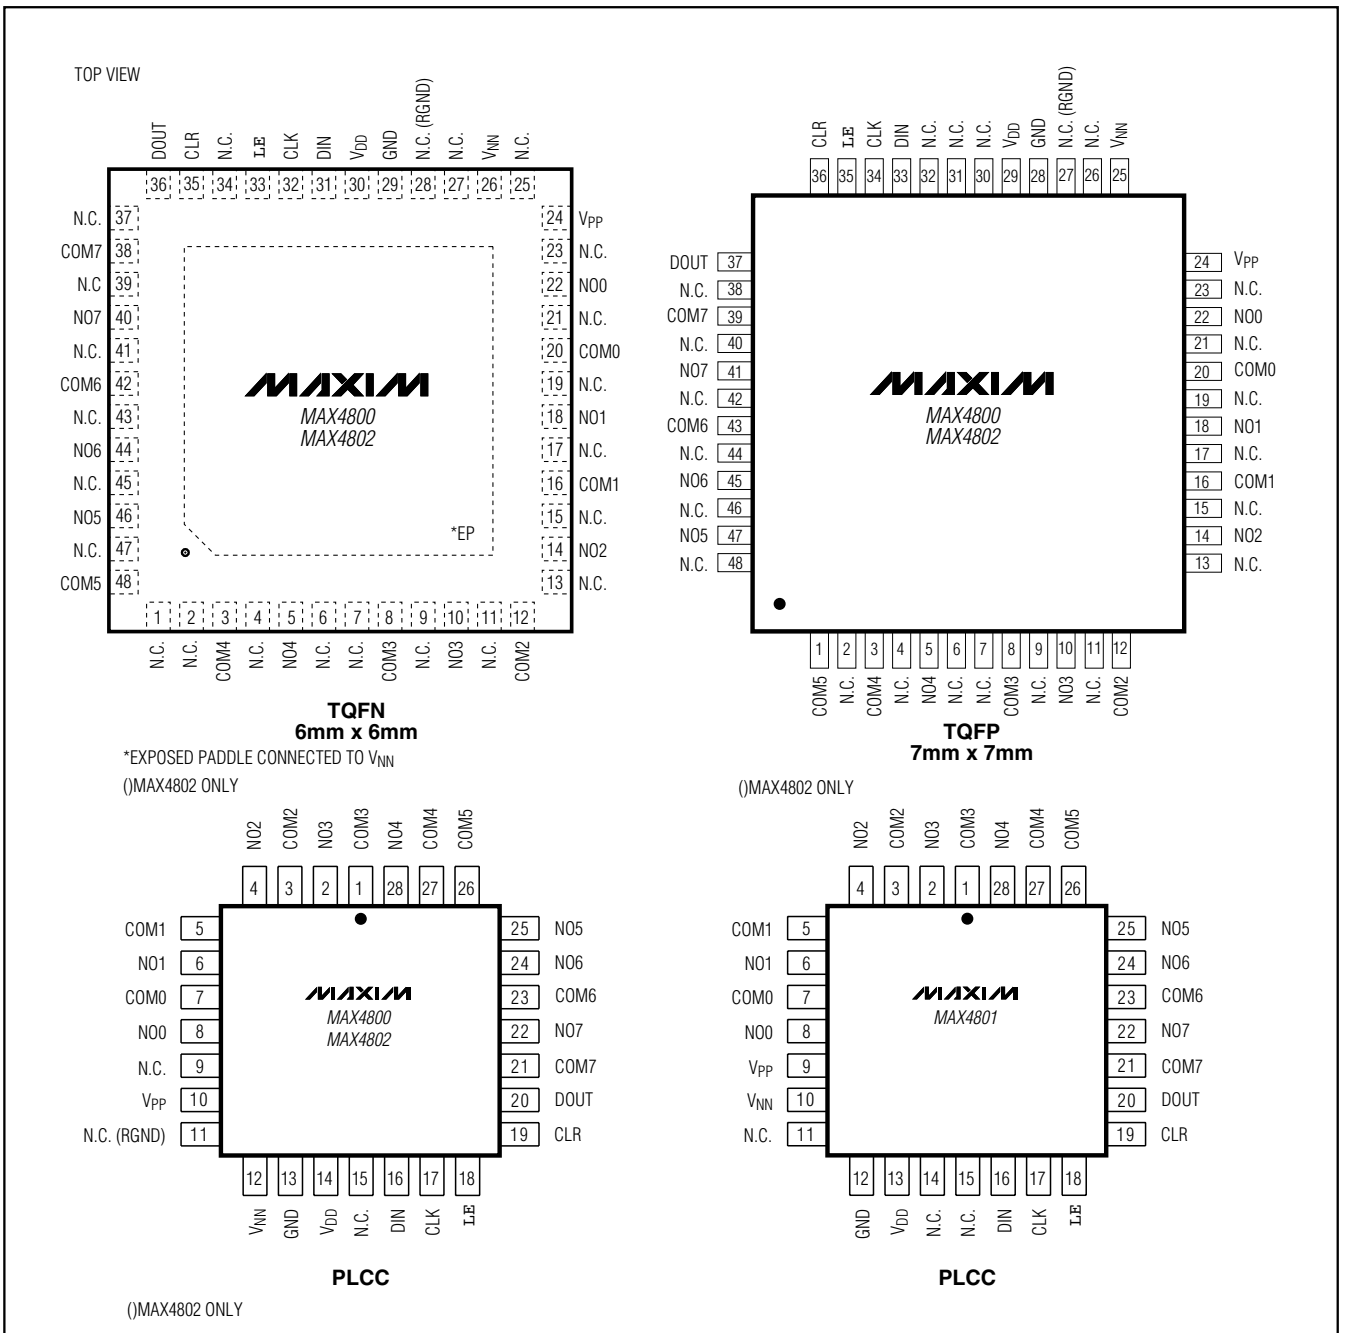 TOP VIEW
DOUT CLR N.C. LE CLK DIN VDD GND N.C. (RGND) N.C. VNN N.C.
36 35 34 33 32 31 30 29 28 27 26 25
N.C. 37
COM7 38
N.C 39
NO7 40
N.C. 41
COM6 42
N.C. 43
NO6 44
N.C. 45
NO5 46
N.C. 47
COM5 48
24 VPP
23 N.C.
22 NO0
21 N.C.
20 COM0
19 N.C.
18 NO1
17 N.C.
16 COM1
15 N.C.
14 NO2
13 N.C.
MAXIM
MAX4800
MAX4802
*EP
1 2 3 4 5 6 7 8 9 10 11 12
N.C. N.C. COM4 N.C. NO4 N.C. N.C. COM3 N.C. NO3 N.C. COM2
TQFN
6mm x 6mm
*EXPOSED PADDLE CONNECTED TO VNN
()MAX4802 ONLY
CLR LE CLK DIN N.C. N.C. N.C. VDD GND N.C. (RGND) N.C. VNN
36 35 34 33 32 31 30 29 28 27 26 25
DOUT 37
N.C. 38
COM7 39
N.C. 40
NO7 41
N.C. 42
COM6 43
N.C. 44
NO6 45
N.C. 46
NO5 47
N.C. 48
24 VPP
23 N.C.
22 NO0
21 N.C.
20 COM0
19 N.C.
18 NO1
17 N.C.
16 COM1
15 N.C.
14 NO2
13 N.C.
MAXIM
MAX4800
MAX4802
1 2 3 4 5 6 7 8 9 10 11 12
COM5 N.C. COM4 N.C. NO4 N.C. N.C. COM3 N.C. NO3 N.C. COM2
TQFP
7mm x 7mm
()MAX4802 ONLY
NO2 COM2 NO3 COM3 NO4 COM4 COM5
4 3 2 1 28 27 26
COM1 5
NO1 6
COM0 7
NO0 8
N.C. 9
VPP 10
N.C. (RGND) 11
25 NO5
24 NO6
23 COM6
22 NO7
21 COM7
20 DOUT
19 CLR
MAXIM
MAX4800
MAX4802
12 13 14 15 16 17 18
VNN GND VDD N.C. DIN CLK LE
PLCC
()MAX4802 ONLY
NO2 COM2 NO3 COM3 NO4 COM4 COM5
4 3 2 1 28 27 26
COM1 5
NO1 6
COM0 7
NO0 8
VPP 9
VNN 10
N.C. 11
25 NO5
24 NO6
23 COM6
22 NO7
21 COM7
20 DOUT
19 CLR
MAXIM
MAX4801
12 13 14 15 16 17 18
GND VDD N.C. N.C. DIN CLK LE
PLCC